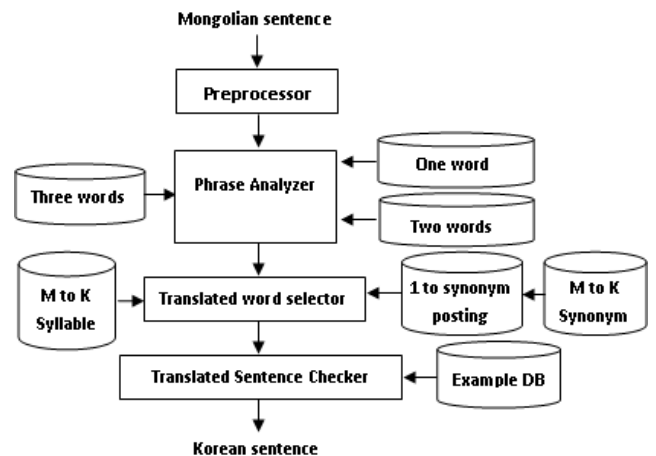 Mongolian sentence
Preprocessor
One word
Phrase Analyzer
Three words
Two words
M to K
Syllable
Translated word selector
1 to synonym
posting
M to K
Synonym
Translated Sentence Checker
Example DB
Korean sentence